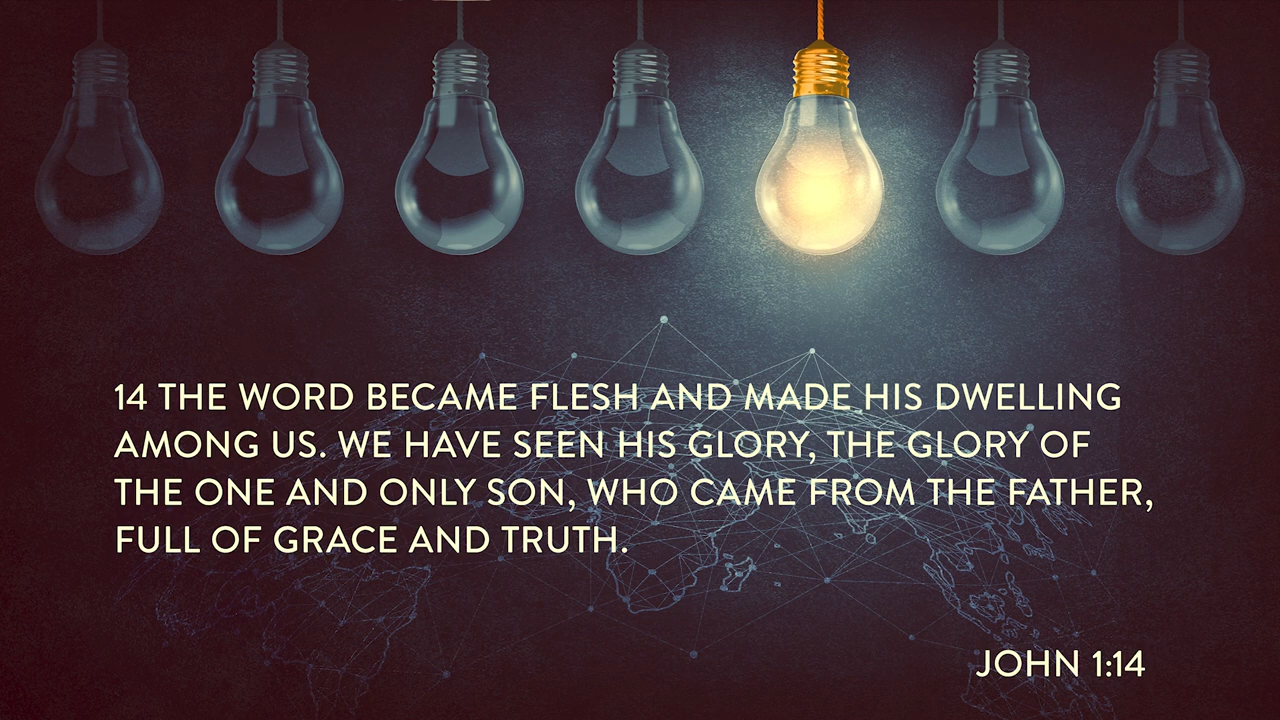 14 THE WORD BECAME FLESH AND MADE HIS DWELLING
AMONG US. WE HAVE SEEN HIS GLORY, THE GLORY OF
THE ONE AND ONLY SON, WHO CAME FROM THE FATHER,
FULL OF GRACE AND TRUTH.
JOHN 1:14